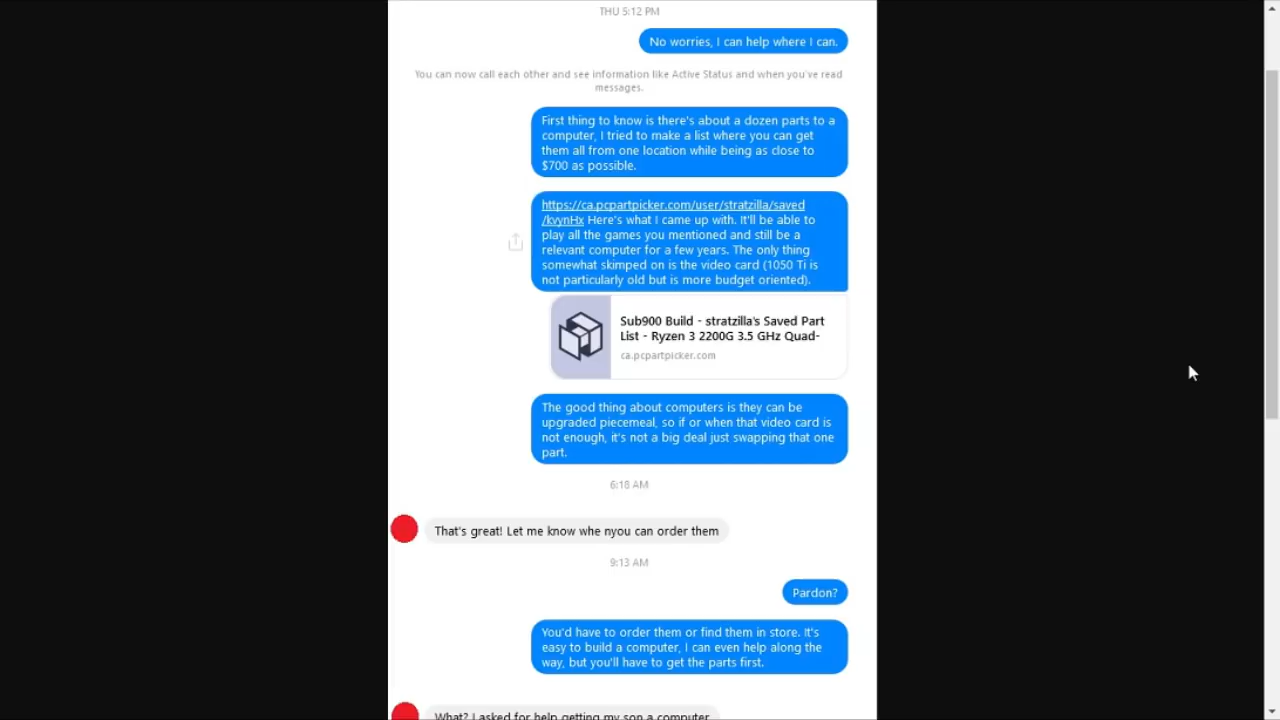 THU 5:12 PM
No worries, I can help where I can.
You can now call each other and see information like Active Status and when you've read
messages.
First thing to know is there's about a dozen parts to a
computer, I tried to make a list where you can get
them all from one location while being as close to
$700 as possible.
https://ca.pcpartpicker.com/user/stratzilla/saved
/kvynHx Here's what I came up with. It'll be able to
play all the games you mentioned and still be a
relevant computer for a few years. The only thing
somewhat skimped on is the video card (1050 Ti is
not particularly old but is more budget oriented).
Sub900 Build - stratzilla's Saved Part
List - Ryzen 3 2200G 3.5 GHz Quad-
ca.pcpartpicker.com
The good thing about computers is they can be
upgraded piecemeal, so if or when that video card is
not enough, it's not a big deal just swapping that one
part.
6:18 AM
That's great! Let me know whe nyou can order them
9:13 AM
Pardon?
You'd have to order them or find them in store. It's
easy to build a computer, I can even help along the
way, but you'll have to get the parts first.
What? I asked for help getting my son a computer